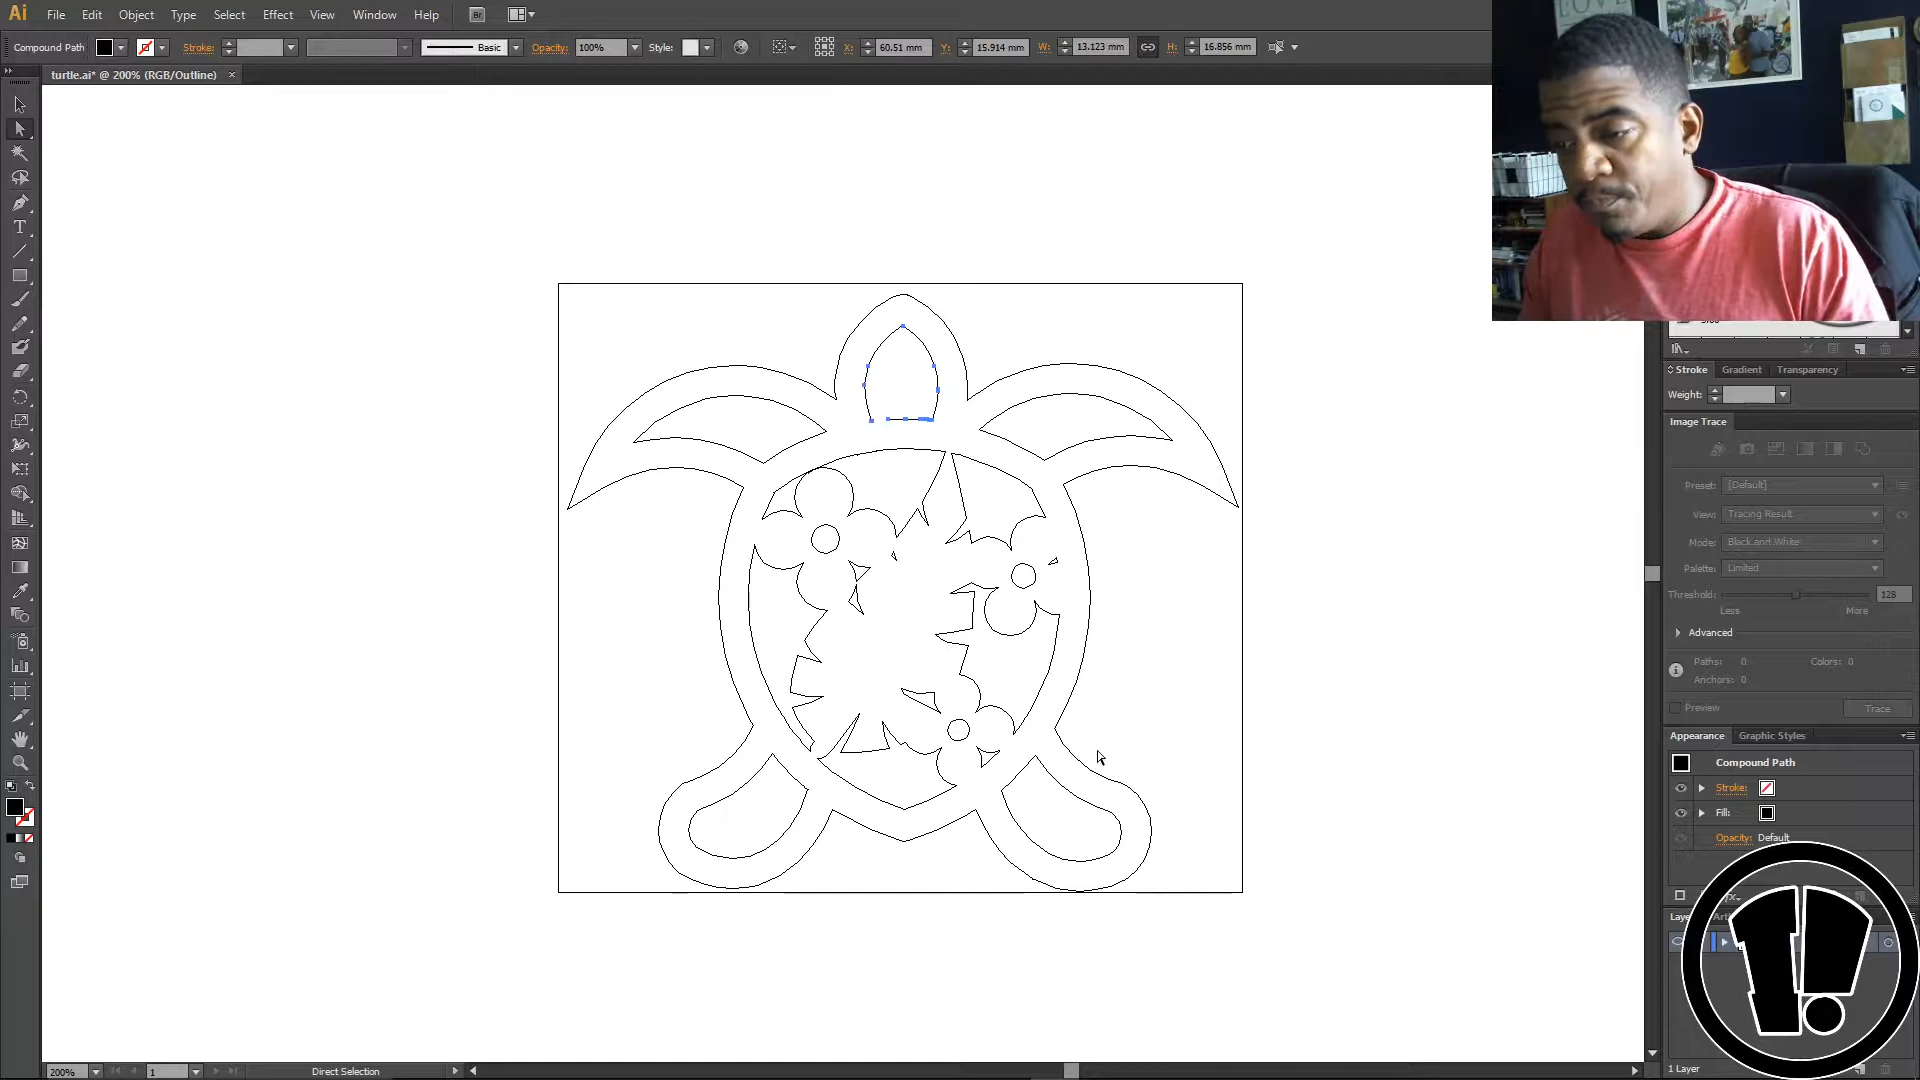 Ai File Edit Object Type Select Effect View Window Help Br
Compound Path Stroke: Basic Opacity: 100% Style: X: 60.51 mm Y: 15.914 mm W: 13.123 mm H: 16.856 mm
turtle.ai* @ 200% (RGB/Outline) ×
LOVE
Stroke Gradient Transparency
Weight:
Image Trace
Preset: [Default]
View: Tracing Result
Mode: Black and White
Palette: Limited
Threshold: 128
Less More
Advanced
Paths: 0 Colors: 0
Anchors: 0
Preview Trace
Appearance Graphic Styles
Compound Path
Stroke:
Fill:
Opacity: Default
fx
1 Layer
200% 1 Direct Selection